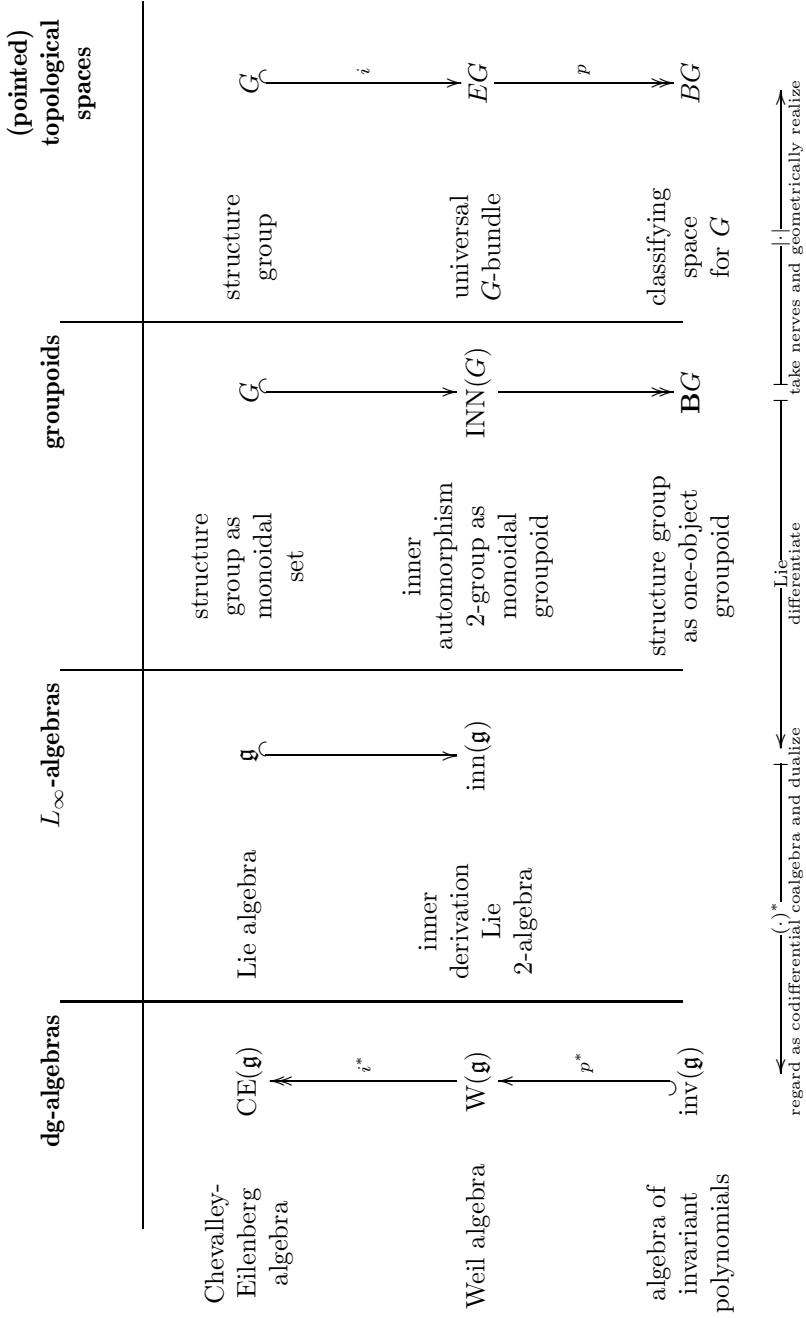 dg-algebras
L∞-algebras
groupoids
(pointed)
topological
spaces
Chevalley-
Eilenberg
algebra
CE(𝔤)
Lie algebra
𝔤
structure
group as
monoidal
set
G
structure
group
G
i*
i
Weil algebra
W(𝔤)
inner
derivation
Lie
2-algebra
inn(𝔤)
inner
automorphism
2-group as
monoidal
groupoid
INN(G)
universal
G-bundle
EG
p*
p
algebra of
invariant
polynomials
inv(𝔤)
structure group
as one-object
groupoid
𝐁G
classifying
space
for G
BG
(·)*
regard as codifferential coalgebra and dualize
Lie
differentiate
|·|
take nerves and geometrically realize